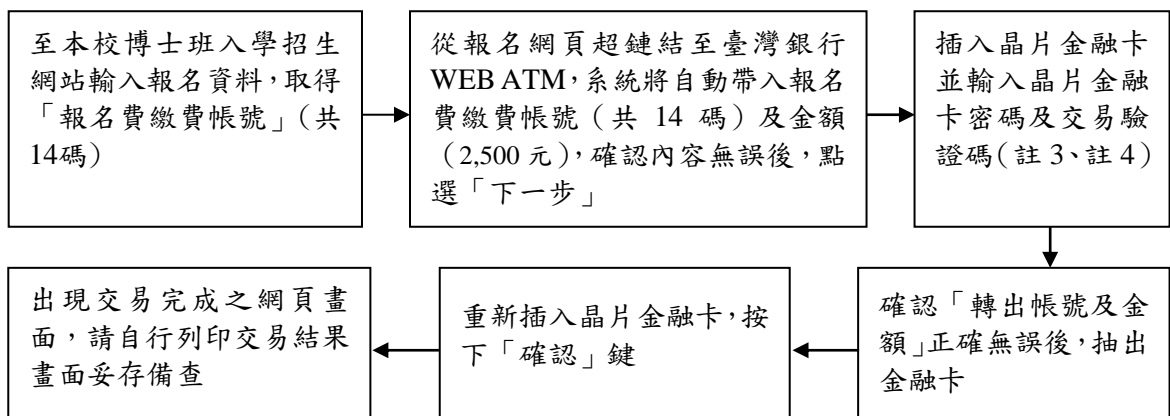 至本校博士班入學招生
網站輸入報名資料，取得
「報名費繳費帳號」（共
14碼）
從報名網頁超鏈結至臺灣銀行
WEB ATM，系統將自動帶入報名
費繳費帳號（共 14 碼）及金額
（2,500 元），確認內容無誤後，點
選「下一步」
插入晶片金融卡
並輸入晶片金融
卡密碼及交易驗
證碼（註 3、註 4）
確認「轉出帳號及金
額」正確無誤後，抽出
金融卡
重新插入晶片金融卡，按
下「確認」鍵
出現交易完成之網頁畫
面，請自行列印交易結果
畫面妥存備查